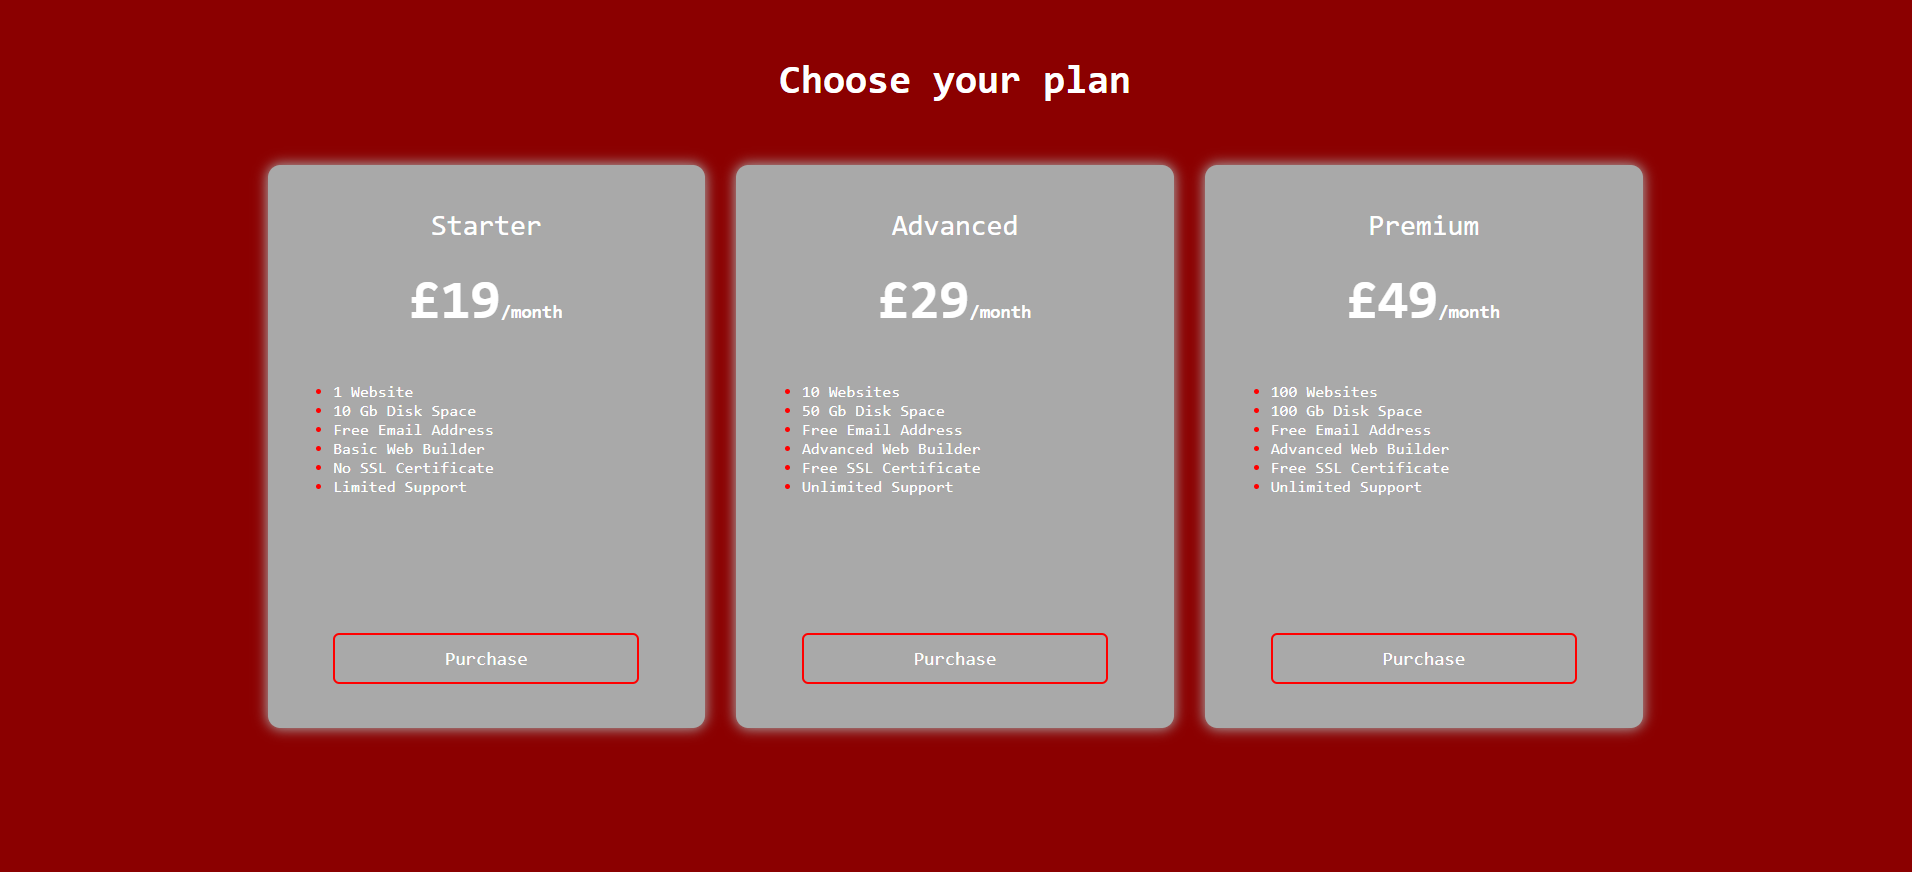 Choose your plan
Starter
£19/month
1 Website
10 Gb Disk Space
Free Email Address
Basic Web Builder
No SSL Certificate
Limited Support
Purchase
Advanced
£29/month
10 Websites
50 Gb Disk Space
Free Email Address
Advanced Web Builder
Free SSL Certificate
Unlimited Support
Purchase
Premium
£49/month
100 Websites
100 Gb Disk Space
Free Email Address
Advanced Web Builder
Free SSL Certificate
Unlimited Support
Purchase